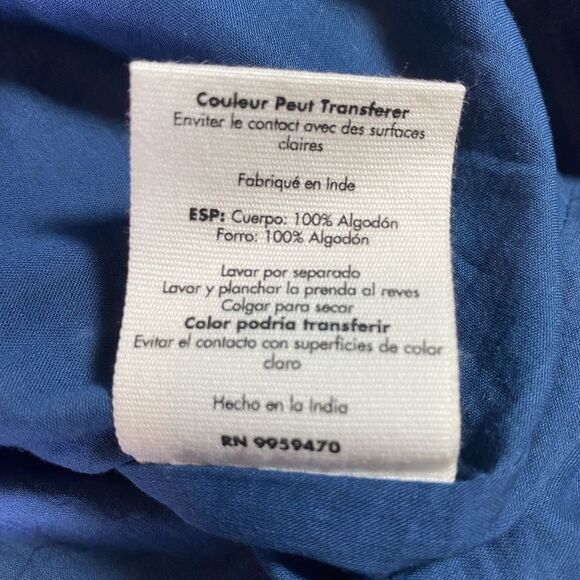 Couleur Peut Transferer
Enviter le contact avec des surfaces
claires
Fabriqué en Inde
ESP: Cuerpo: 100% Algodón
Forro: 100% Algodón
Lavar por separado
Lavar y planchar la prenda al reves
Colgar para secar
Color podría transferir
Evitar el contacto con superficies de color
claro
Hecho en la India
RN 9959470